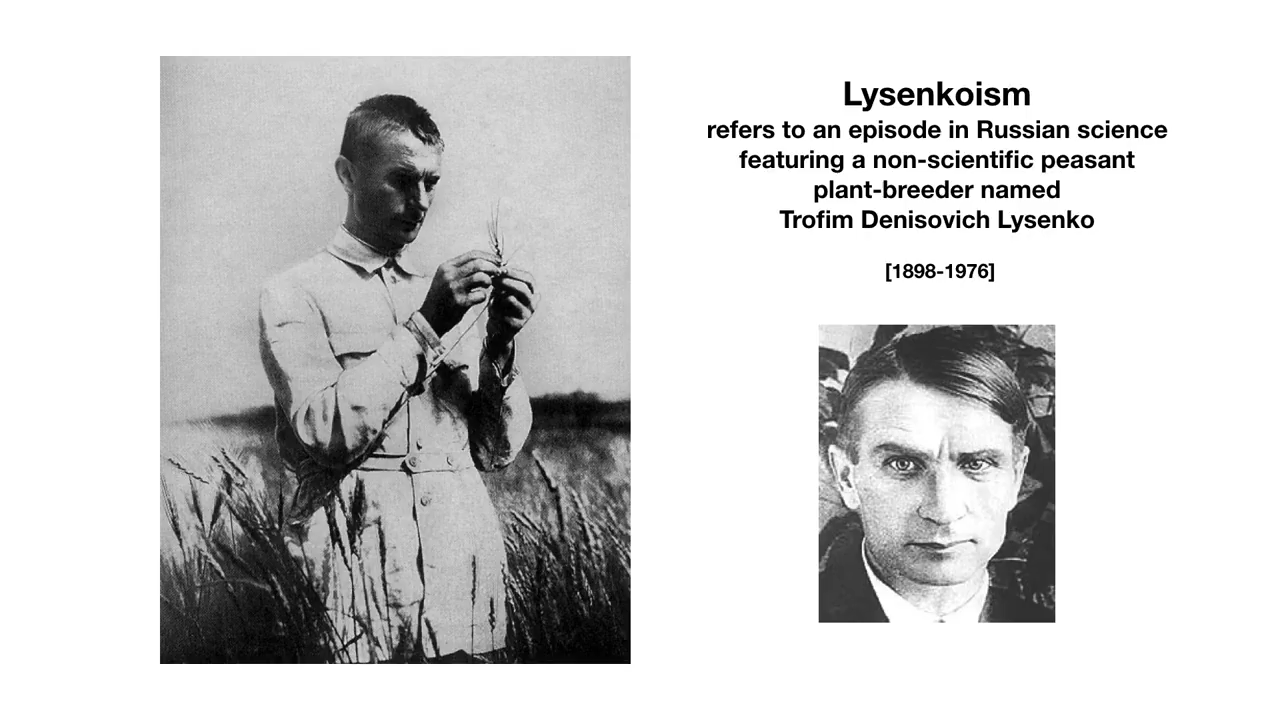 Lysenkoism
refers to an episode in Russian science
featuring a non-scientific peasant
plant-breeder named
Trofim Denisovich Lysenko
[1898-1976]